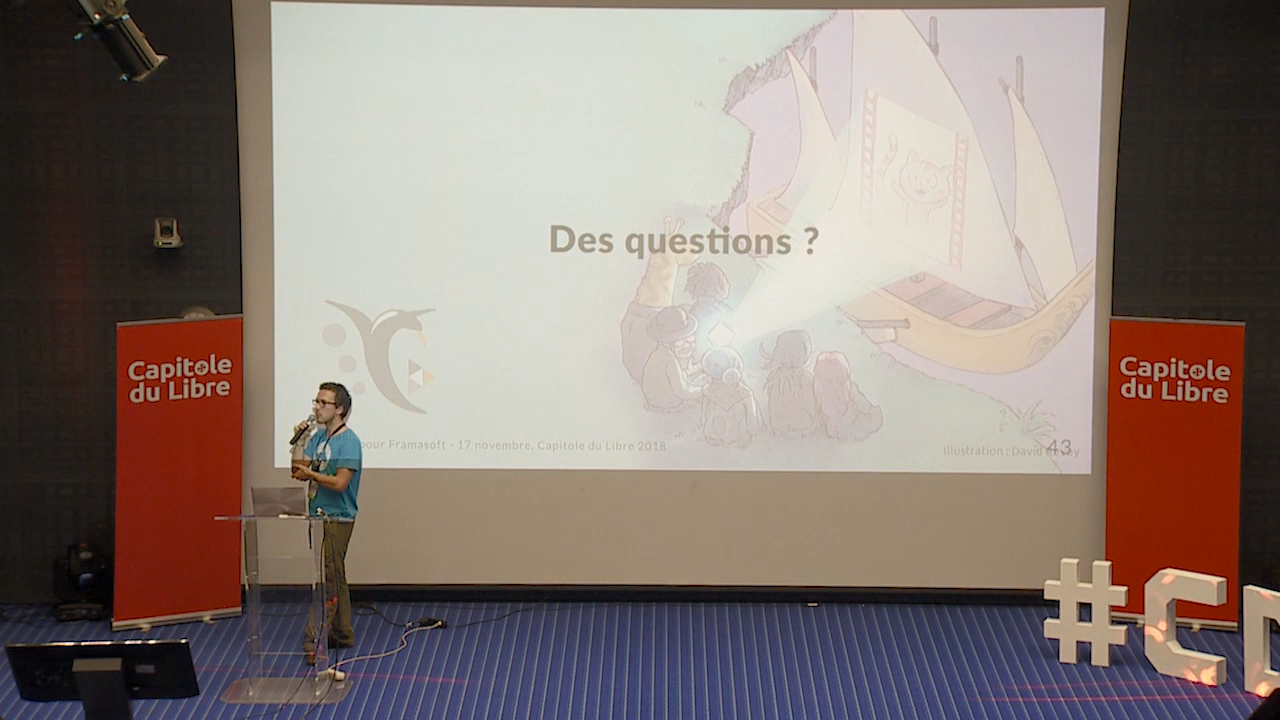 Des questions ?
pour Framasoft - 17 novembre. Capitole du Libre 2018
Illustration : David
43
Capitole
du Libre
Capitole
du Libre
#C